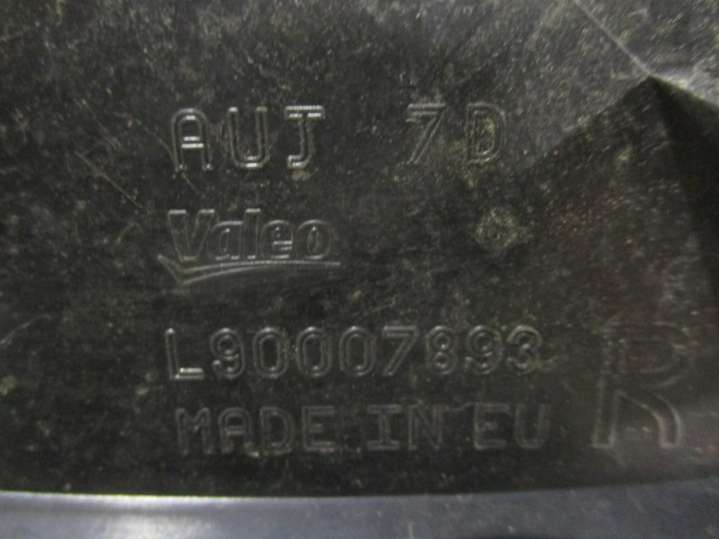 AUJ 7D
Valeo
L90007893
MADE IN EU R